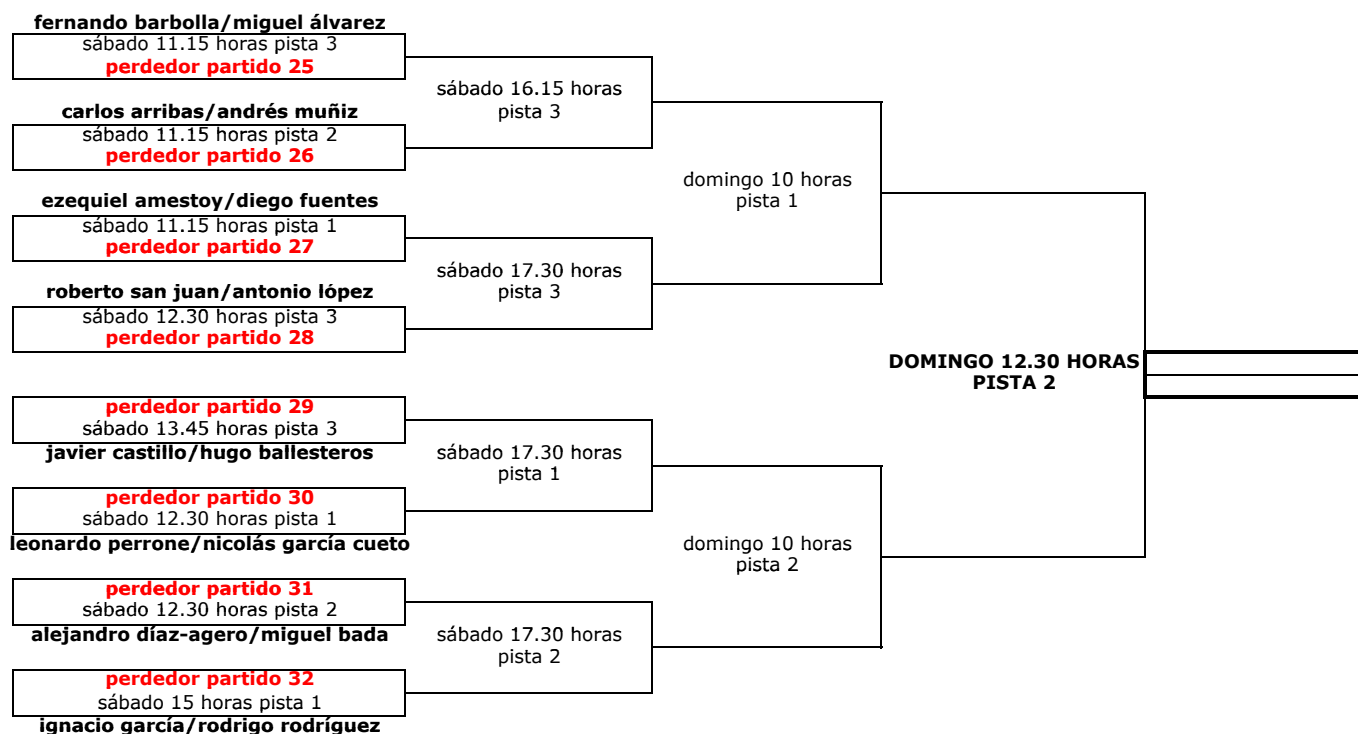 fernando barbolla/miguel álvarez
sábado 11.15 horas pista 3
perdedor partido 25
sábado 16.15 horas
pista 3
carlos arribas/andrés muñiz
sábado 11.15 horas pista 2
perdedor partido 26
domingo 10 horas
pista 1
ezequiel amestoy/diego fuentes
sábado 11.15 horas pista 1
perdedor partido 27
sábado 17.30 horas
pista 3
roberto san juan/antonio lópez
sábado 12.30 horas pista 3
perdedor partido 28
DOMINGO 12.30 HORAS
PISTA 2
perdedor partido 29
sábado 13.45 horas pista 3
javier castillo/hugo ballesteros
sábado 17.30 horas
pista 1
perdedor partido 30
sábado 12.30 horas pista 1
leonardo perrone/nicolás garcía cueto
domingo 10 horas
pista 2
perdedor partido 31
sábado 12.30 horas pista 2
alejandro díaz-agero/miguel bada
sábado 17.30 horas
pista 2
perdedor partido 32
sábado 15 horas pista 1
ignacio garcía/rodrigo rodríguez